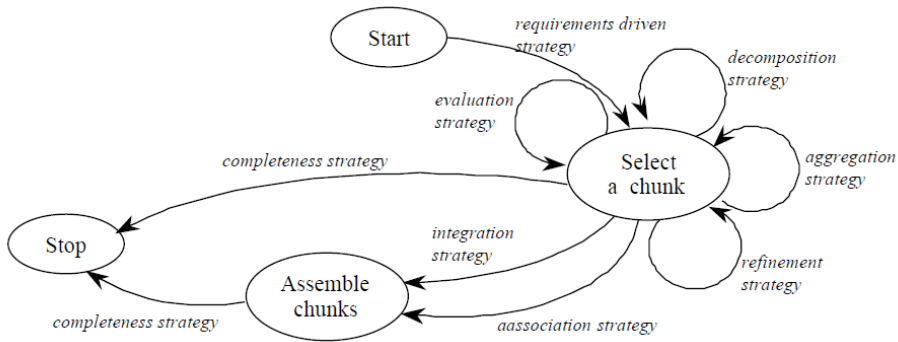 Start
requirements driven
strategy
decomposition
strategy
evaluation
strategy
completeness strategy
Select
a chunk
aggregation
strategy
Stop
integration
strategy
refinement
strategy
Assemble
chunks
completeness strategy
aassociation strategy